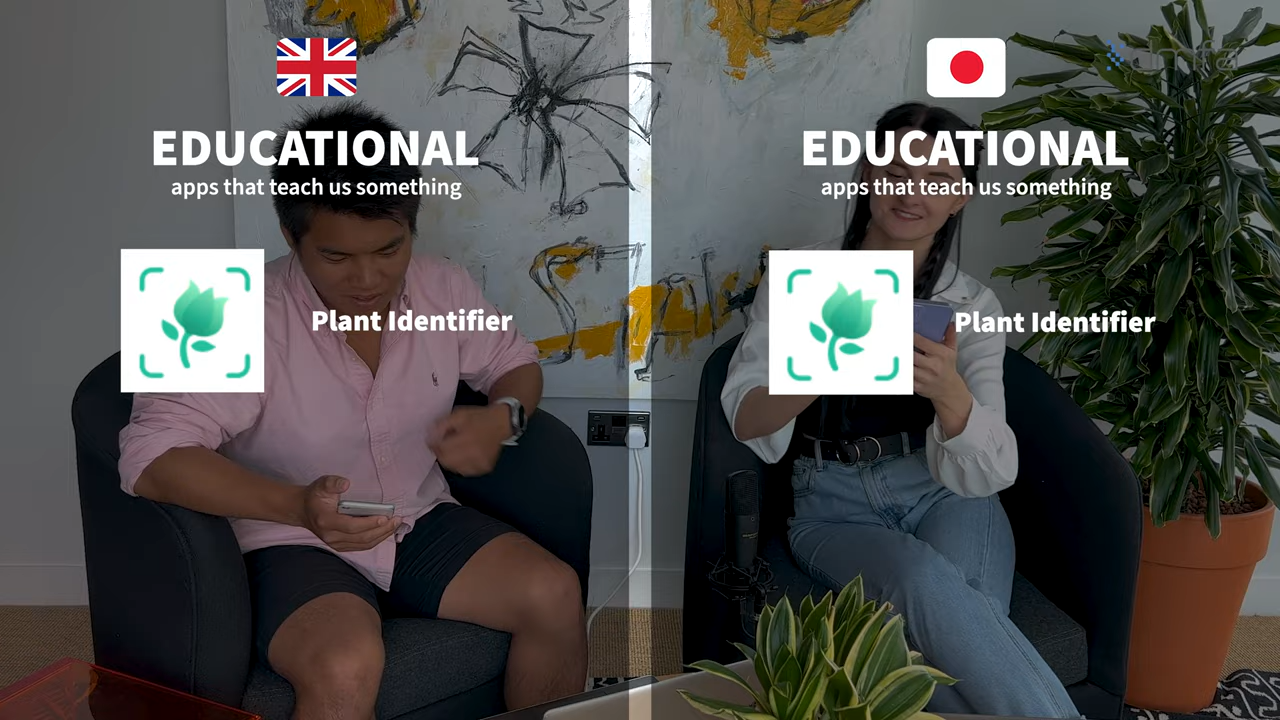 EDUCATIONAL
apps that teach us something
Plant Identifier
EDUCATIONAL
apps that teach us something
Plant Identifier